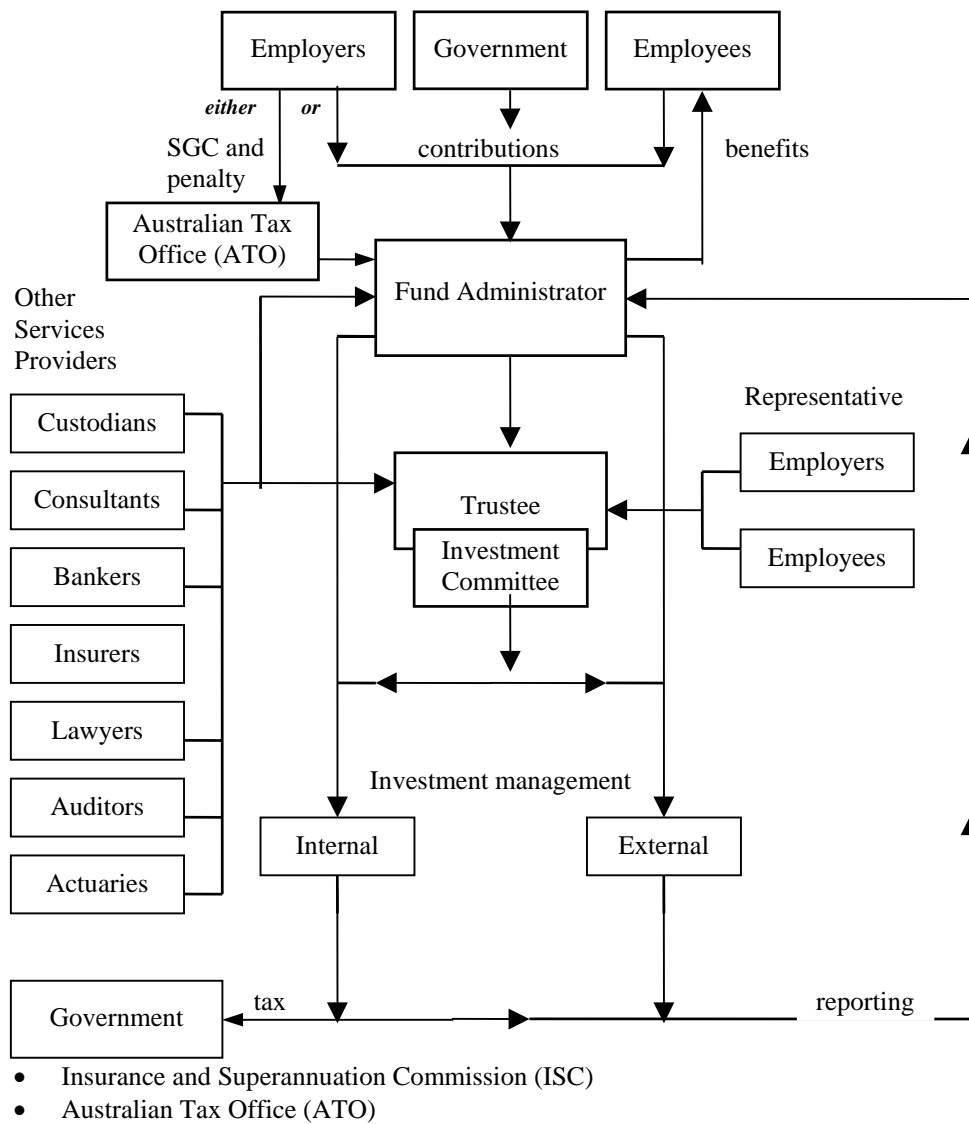 Employers
Government
Employees
either or
SGC and
penalty
contributions
benefits
Australian Tax
Office (ATO)
Fund Administrator
Other
Services
Providers
Representative
Custodians
Consultants
Bankers
Insurers
Lawyers
Auditors
Actuaries
Trustee
Investment
Committee
Employers
Employees
Investment management
Internal
External
Government
tax
reporting
• Insurance and Superannuation Commission (ISC)
• Australian Tax Office (ATO)